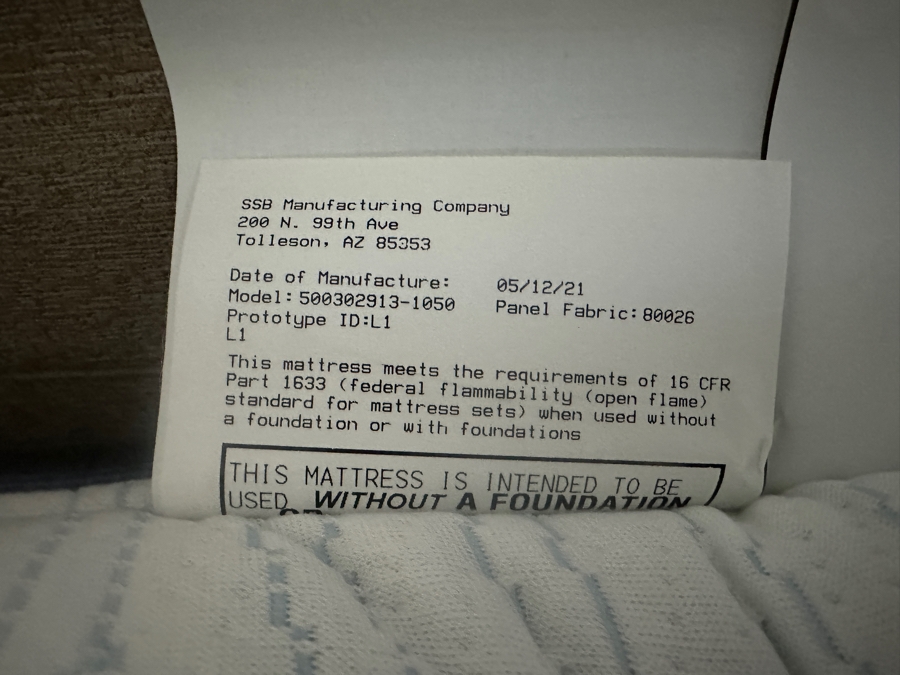 SSB Manufacturing Company
200 N. 99th Ave
Tolleson, AZ 85353
Date of Manufacture: 05/12/21
Model: 500302913-1050 Panel Fabric: 80026
Prototype ID:L1
L1
This mattress meets the requirements of 16 CFR
Part 1633 (federal flammability (open flame)
standard for mattress sets) when used without
a foundation or with foundations
THIS MATTRESS IS INTENDED TO BE
USED WITHOUT A FOUNDATION